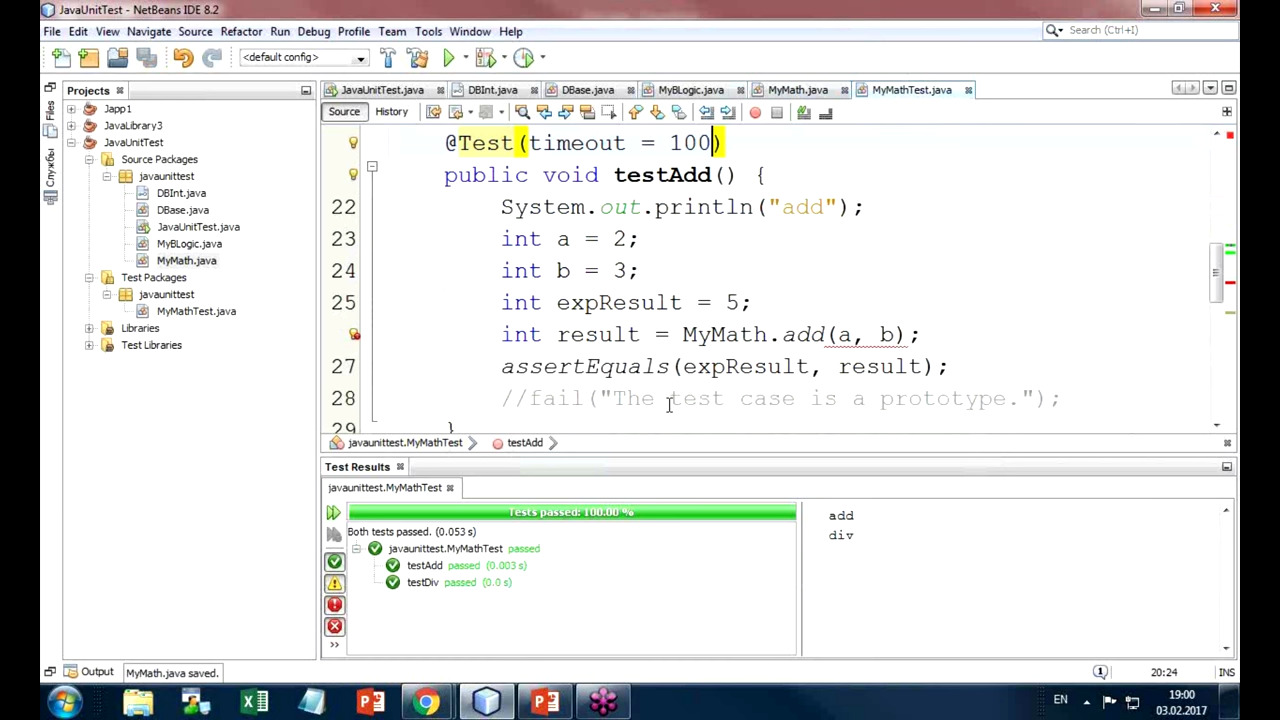 JavaUnitTest - NetBeans IDE 8.2
File Edit View Navigate Source Refactor Run Debug Profile Team Tools Window Help
Search (Ctrl+I)
<default config>
Projects
JavaUnitTest.java DBInt.java DBase.java MyBLogic.java MyMath.java MyMathTest.java
Files
Службы
Source History
Japp1
JavaLibrary3
JavaUnitTest
Source Packages
javaunittest
DBInt.java
DBase.java
JavaUnitTest.java
MyBLogic.java
MyMath.java
Test Packages
javaunittest
MyMathTest.java
Libraries
Test Libraries
@Test(timeout = 100)
public void testAdd() {
22 System.out.println("add");
23 int a = 2;
24 int b = 3;
25 int expResult = 5;
int result = MyMath.add(a, b);
27 assertEquals(expResult, result);
28 //fail("The test case is a prototype.");
29 }
javaunittest.MyMathTest testAdd
Test Results
javaunittest.MyMathTest
Tests passed: 100.00 %
Both tests passed. (0.053 s)
javaunittest.MyMathTest passed
testAdd passed (0.003 s)
testDiv passed (0.0 s)
add
div
Output MyMath.java saved. 1 20:24 INS
EN 19:00
03.02.2017